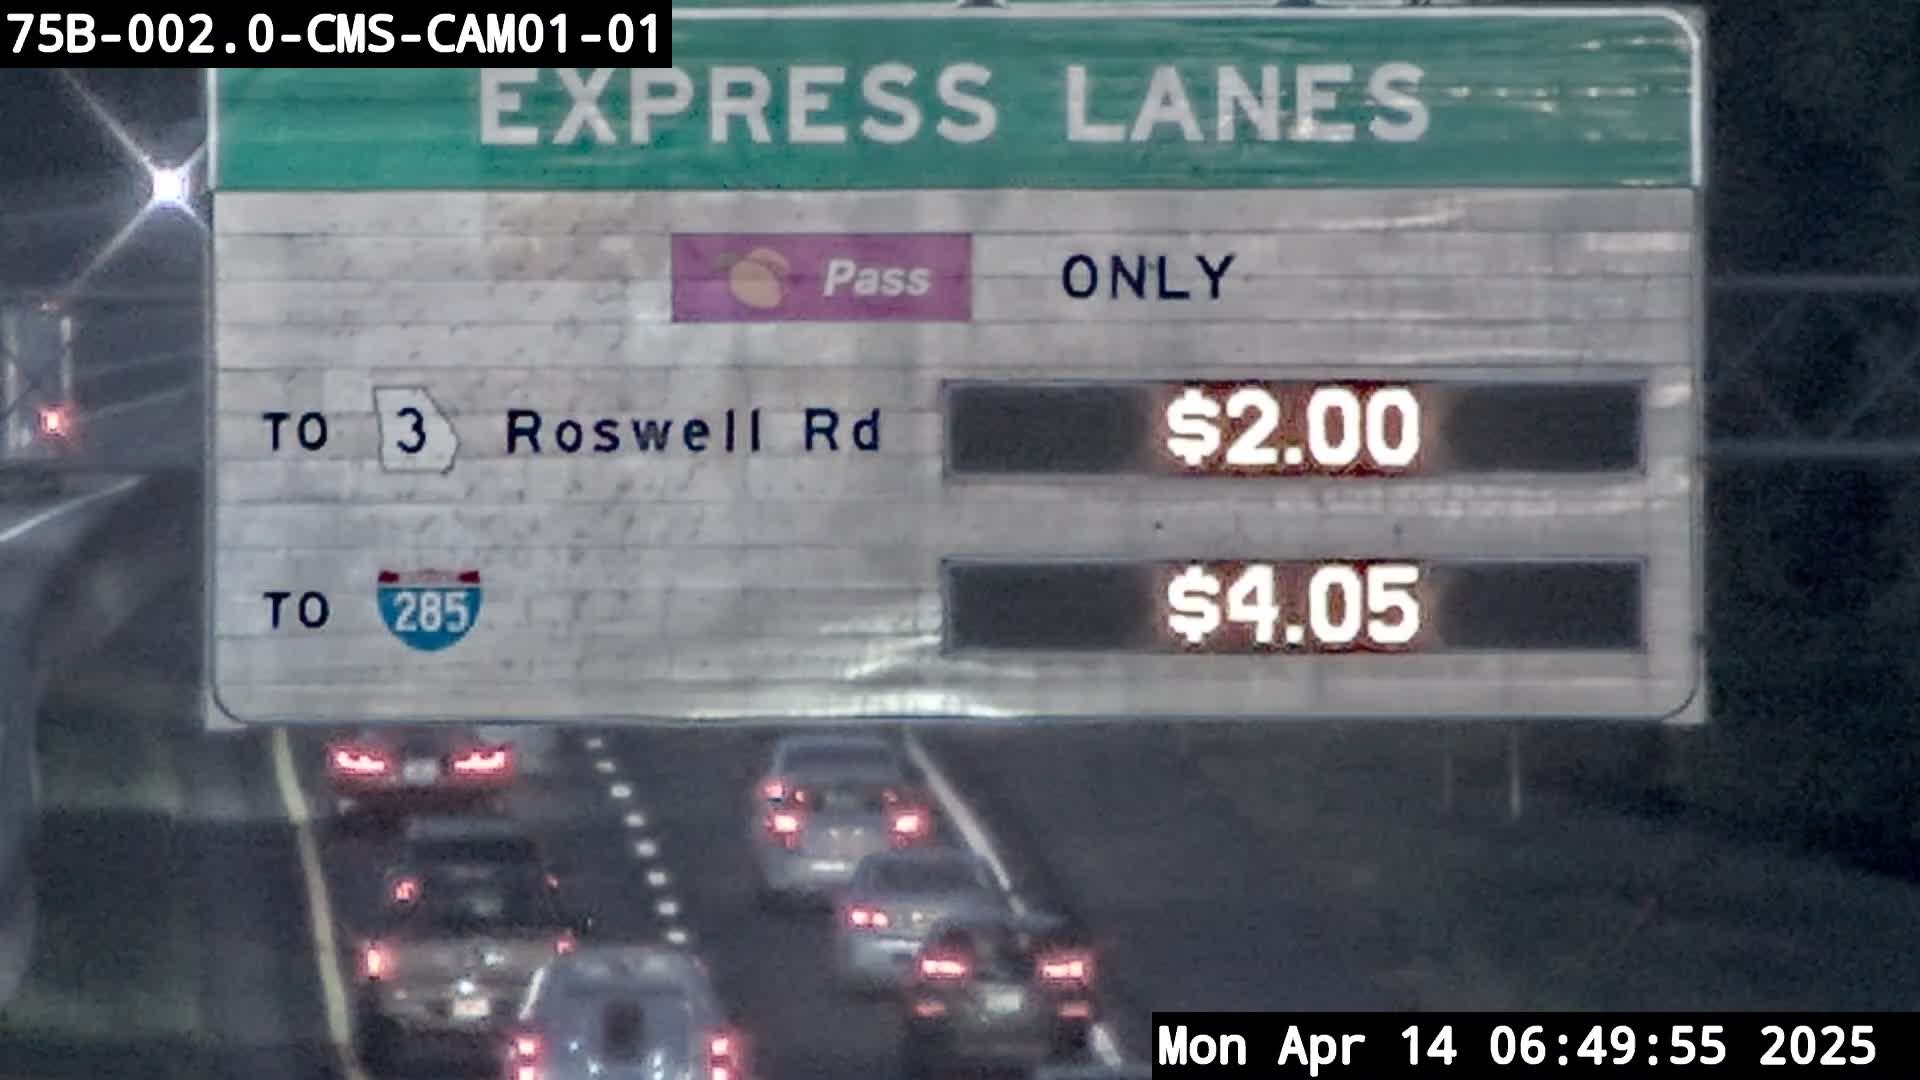 75B-002.0-CMS-CAM01-01
EXPRESS LANES
Pass ONLY
TO 3 Roswell Rd $2.00
TO 285 $4.05
Mon Apr 14 06:49:55 2025